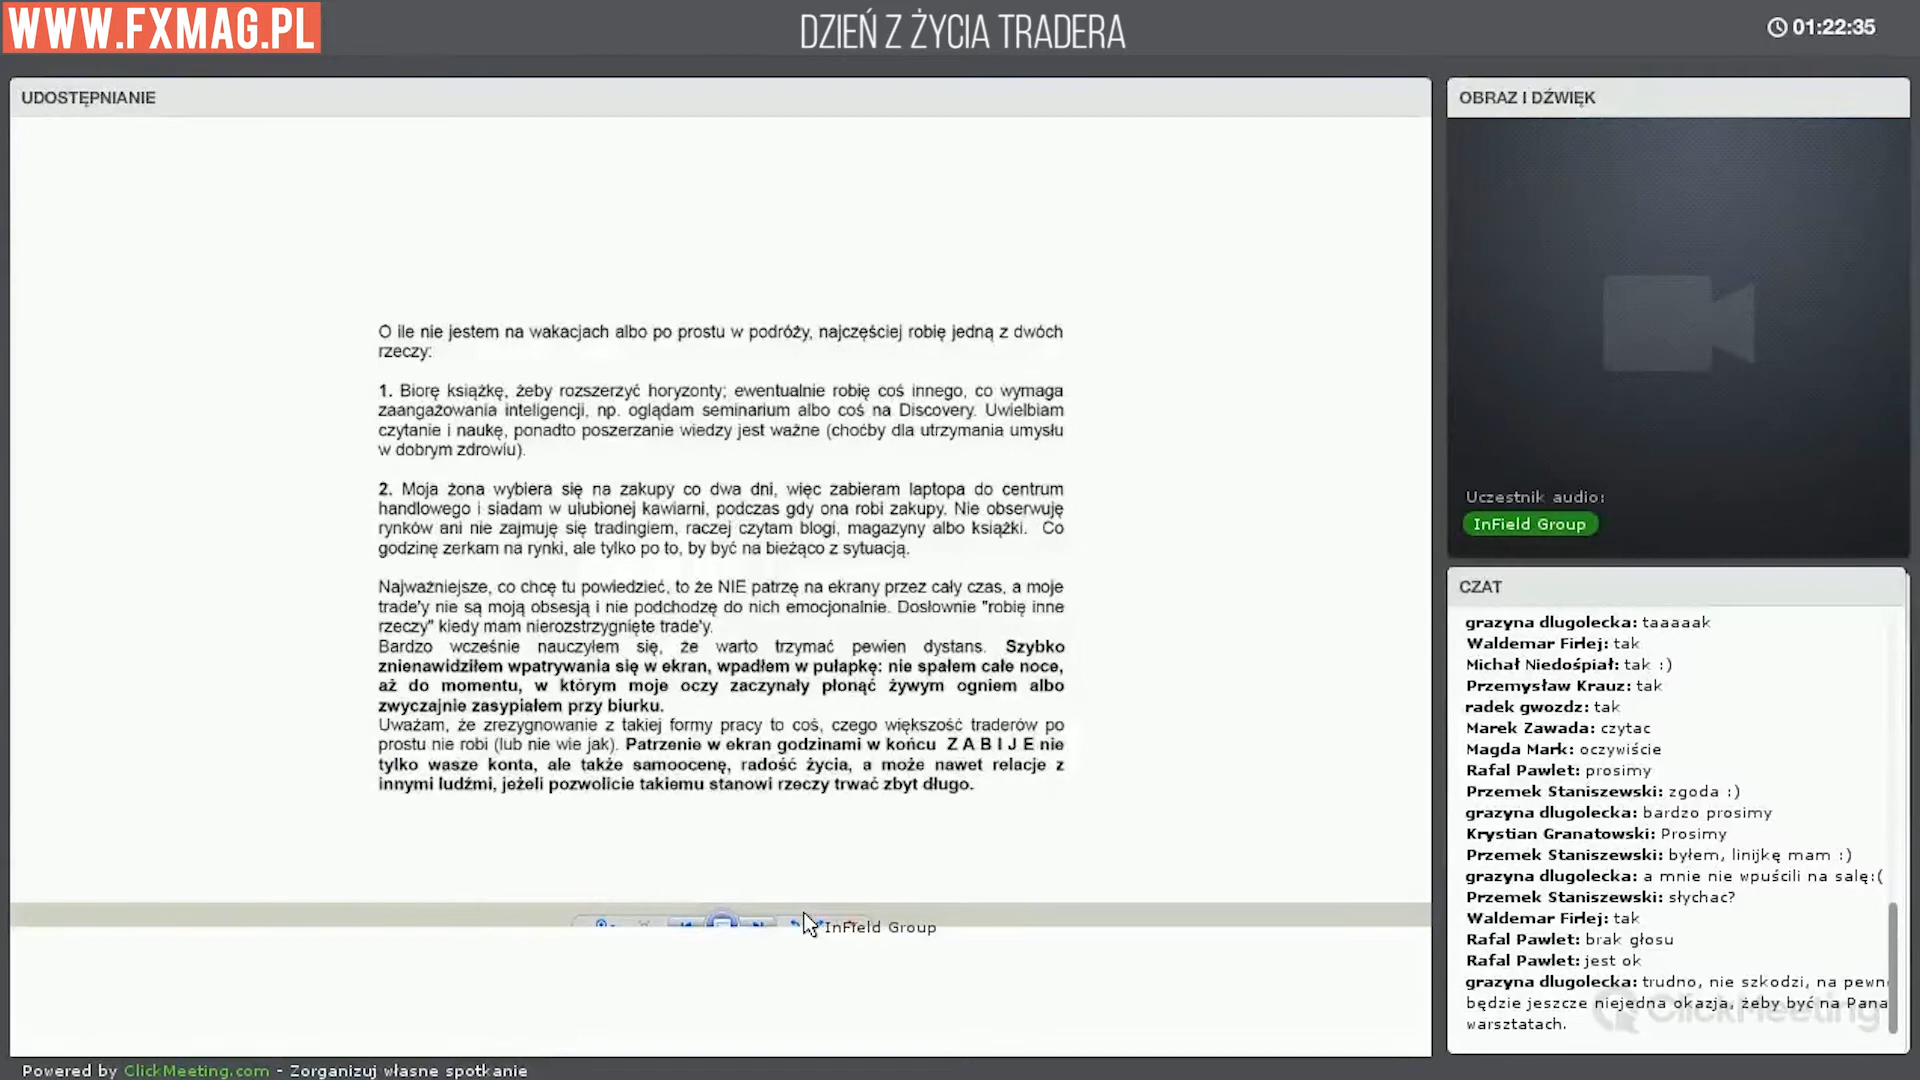 WWW.FXMAG.PL
DZIEŃ Z ŻYCIA TRADERA
01:22:35
UDOSTĘPNIANIE
O ile nie jestem na wakacjach albo po prostu w podróży, najczęściej robię jedną z dwóch
rzeczy:
1. Biorę książkę, żeby rozszerzyć horyzonty; ewentualnie robię coś innego, co wymaga
zaangażowania inteligencji, np. oglądam seminarium albo coś na Discovery. Uwielbiam
czytanie i naukę, ponadto poszerzanie wiedzy jest ważne (choćby dla utrzymania umysłu
w dobrym zdrowiu).
2. Moja żona wybiera się na zakupy co dwa dni, więc zabieram laptopa do centrum
handlowego i siadam w ulubionej kawiarni, podczas gdy ona robi zakupy. Nie obserwuję
rynków ani nie zajmuję się tradingiem, raczej czytam blogi, magazyny albo książki. Co
godzinę zerkam na rynki, ale tylko po to, by być na bieżąco z sytuacją.
Najważniejsze, co chcę tu powiedzieć, to że NIE patrzę na ekrany przez cały czas, a moje
trade'y nie są moją obsesją i nie podchodzę do nich emocjonalnie. Dosłownie "robię inne
rzeczy" kiedy mam nierozstrzygnięte trade'y.
Bardzo wcześnie nauczyłem się, że warto trzymać pewien dystans. Szybko
znienawidziłem wpatrywania się w ekran, wpadłem w pułapkę: nie spałem całe noce,
aż do momentu, w którym moje oczy zaczynały płonąć żywym ogniem albo
zwyczajnie zasypiałem przy biurku.
Uważam, że zrezygnowanie z takiej formy pracy to coś, czego większość traderów po
prostu nie robi (lub nie wie jak). Patrzenie w ekran godzinami w końcu Z A B I J E nie
tylko wasze konta, ale także samoocenę, radość życia, a może nawet relacje z
innymi ludźmi, jeżeli pozwolicie takiemu stanowi rzeczy trwać zbyt długo.
InField Group
OBRAZ I DŹWIĘK
Uczestnik audio:
InField Group
CZAT
grazyna dlugolecka: taaaaak
Waldemar Firlej: tak
Michał Niedośpiał: tak :)
Przemysław Krauz: tak
radek gwozdz: tak
Marek Zawada: czytac
Magda Mark: oczywiście
Rafal Pawlet: prosimy
Przemek Staniszewski: zgoda :)
grazyna dlugolecka: bardzo prosimy
Krystian Granatowski: Prosimy
Przemek Staniszewski: byłem, linijkę mam :)
grazyna dlugolecka: a mnie nie wpuścili na salę:(
Przemek Staniszewski: słychac?
Waldemar Firlej: tak
Rafal Pawlet: brak głosu
Rafal Pawlet: jest ok
grazyna dlugolecka: trudno, nie szkodzi, na pewn
będzie jeszcze niejedna okazja, żeby być na Pana
warsztatach.
ClickMeeting
Powered by ClickMeeting.com - Zorganizuj własne spotkanie